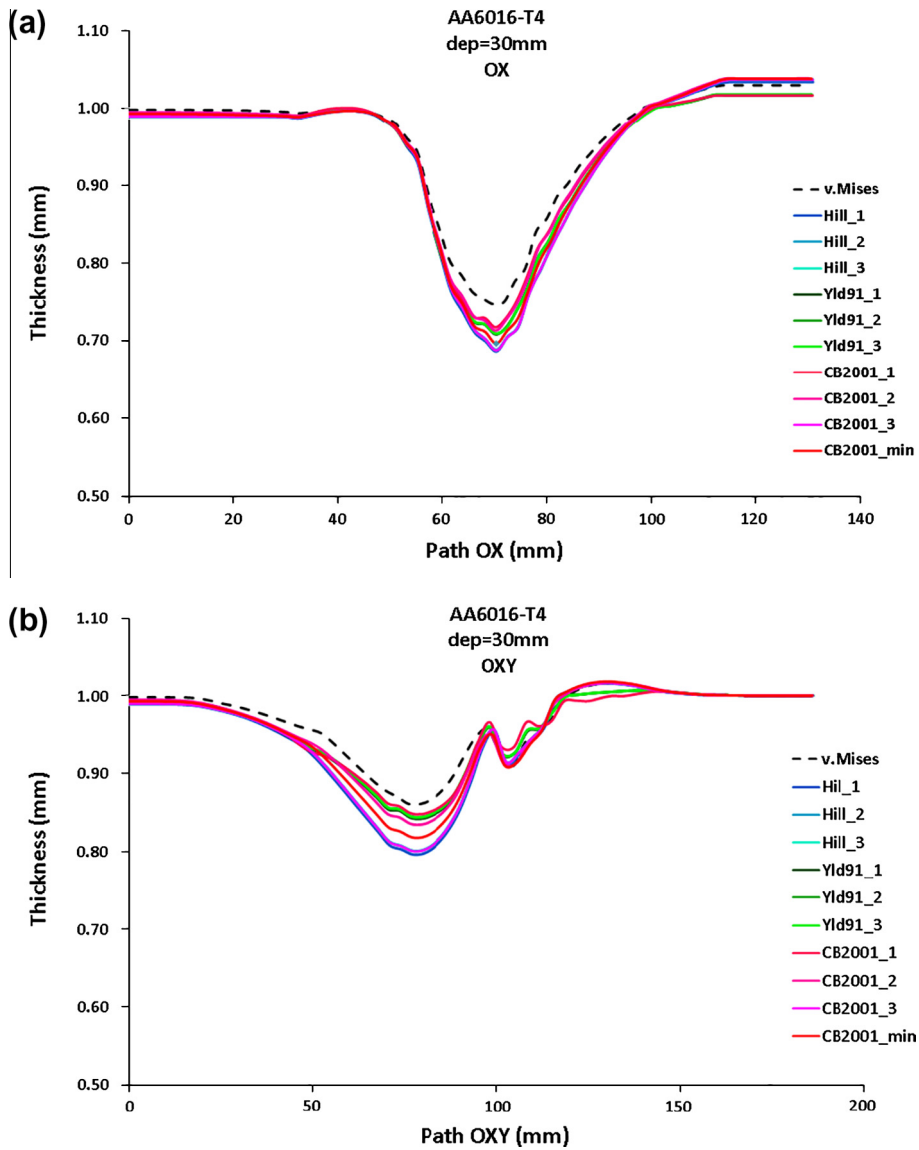 (a)
AA6016-T4
dep=30mm
OX
1.10
1.00
0.90
0.80
0.70
0.60
0.50
Thickness (mm)
0
20
40
60
80
100
120
140
Path OX (mm)
v.Mises
Hill_1
Hill_2
Hill_3
Yld91_1
Yld91_2
Yld91_3
CB2001_1
CB2001_2
CB2001_3
CB2001_min
(b)
AA6016-T4
dep=30mm
OXY
1.10
1.00
0.90
0.80
0.70
0.60
0.50
Thickness (mm)
0
50
100
150
200
Path OXY (mm)
v.Mises
Hil_1
Hill_2
Hill_3
Yld91_1
Yld91_2
Yld91_3
CB2001_1
CB2001_2
CB2001_3
CB2001_min